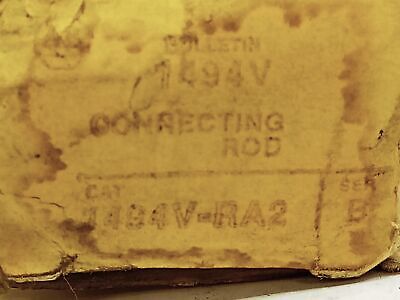 BULLETIN
1494V
CONNECTING
ROD
CAT SER
1494V-RA2 B